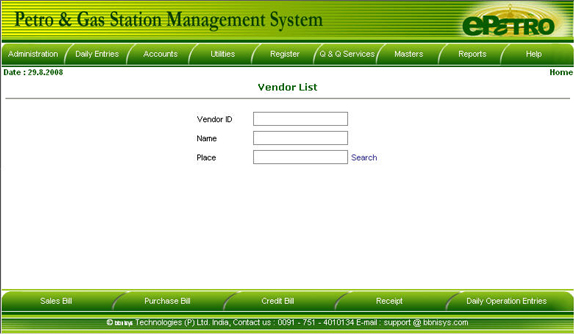 Petro & Gas Station Management System
ePetro
Administration Daily Entries Accounts Utilities Register Q & Q Services Masters Reports Help
Date : 29.8.2008 Home
Vendor List
Vendor ID
Name
Place Search
Sales Bill Purchase Bill Credit Bill Receipt Daily Operation Entries
© Technologies (P) Ltd. India, Contact us : 0091 - 751 - 4010134 E-mail : support @ blxnisys.com